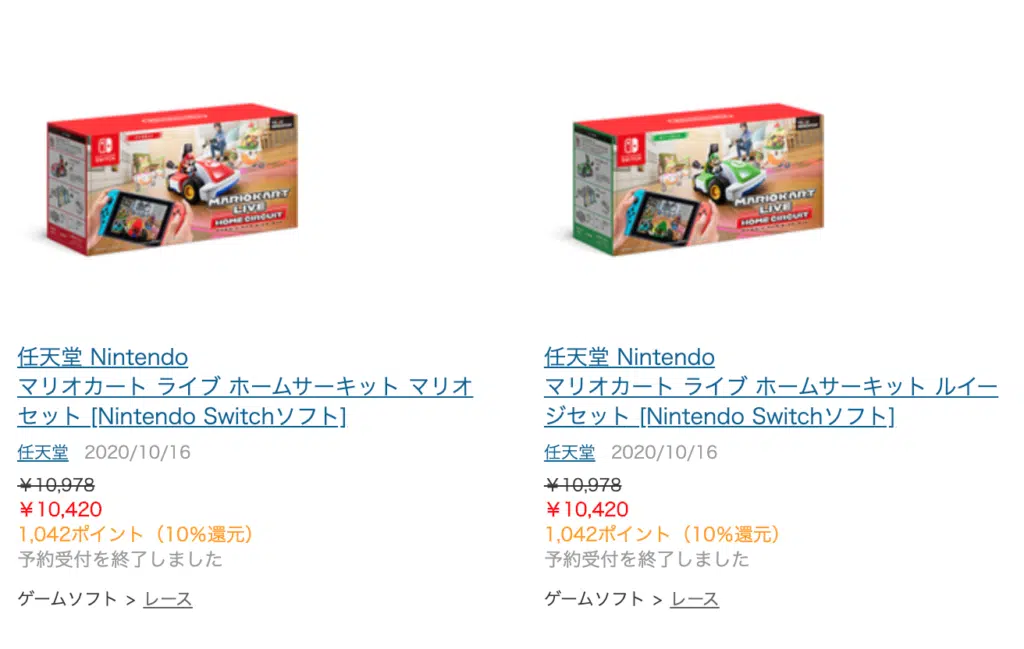 MARIOKART
LIVE
HOME CIRCUIT
MARIOKART
LIVE
HOME CIRCUIT
任天堂 Nintendo
マリオカート ライブ ホームサーキット マリオ
セット [Nintendo Switchソフト]
任天堂 2020/10/16
￥10,978
￥10,420
1,042ポイント（10％還元）
予約受付を終了しました
ゲームソフト > レース
任天堂 Nintendo
マリオカート ライブ ホームサーキット ルイー
ジセット [Nintendo Switchソフト]
任天堂 2020/10/16
￥10,978
￥10,420
1,042ポイント（10％還元）
予約受付を終了しました
ゲームソフト > レース